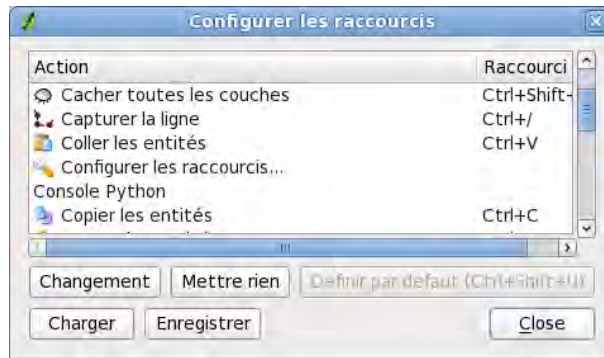 Configurer les raccourcis
Action Raccourci
Cacher toutes les couches Ctrl+Shift-
Capturer la ligne Ctrl+/
Coller les entités Ctrl+V
Configurer les raccourcis...
Console Python
Copier les entités Ctrl+C
Changement Mettre rien Définir par défaut (Ctrl+Shift+U)
Charger Enregistrer Close